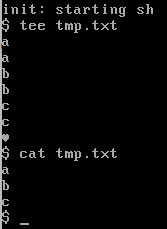 init: starting sh
$ tee tmp.txt
a
a
b
b
c
c
♥
$ cat tmp.txt
a
b
c
$ _